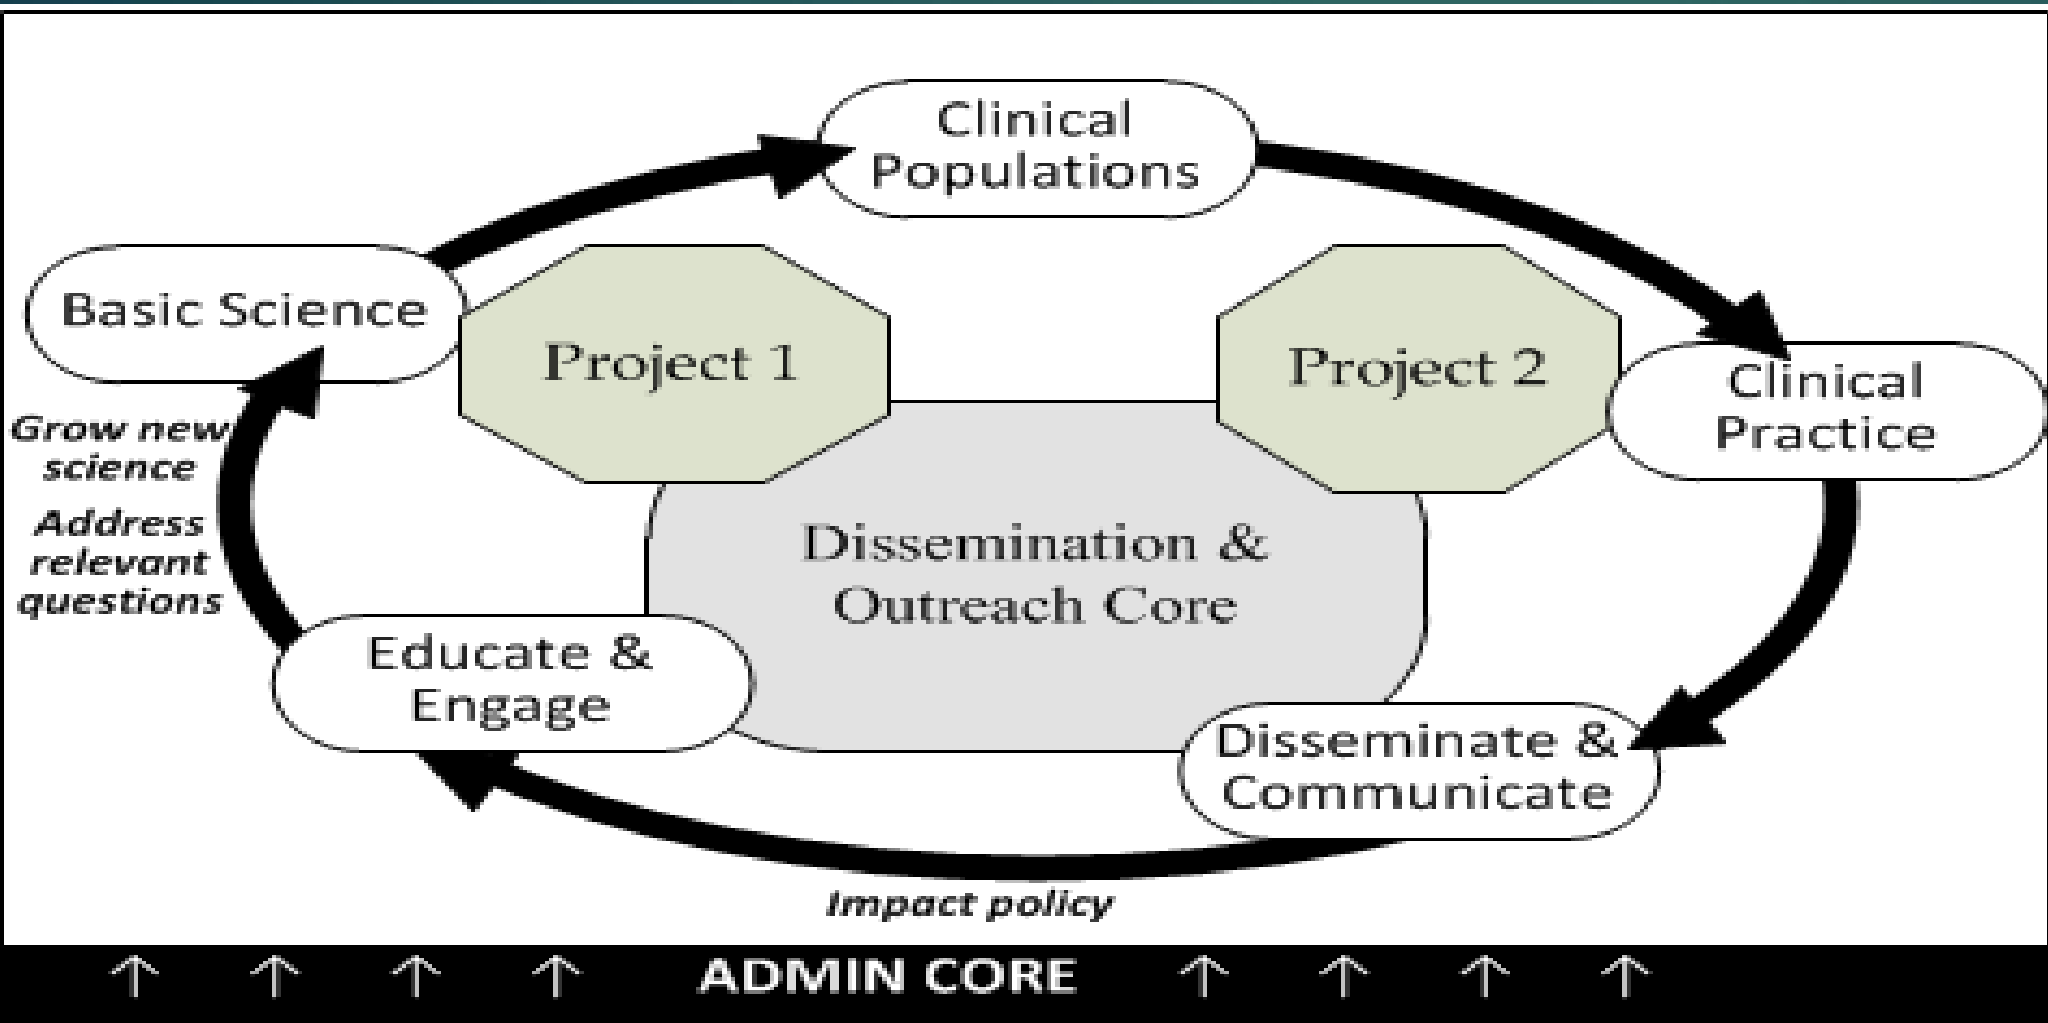 Clinical
Populations
Basic Science
Project 1
Project 2
Clinical
Practice
Grow new
science
Address
relevant
questions
Dissemination &
Outreach Core
Educate &
Engage
Disseminate &
Communicate
Impact policy
↑ ↑ ↑ ↑ ADMIN CORE ↑ ↑ ↑ ↑